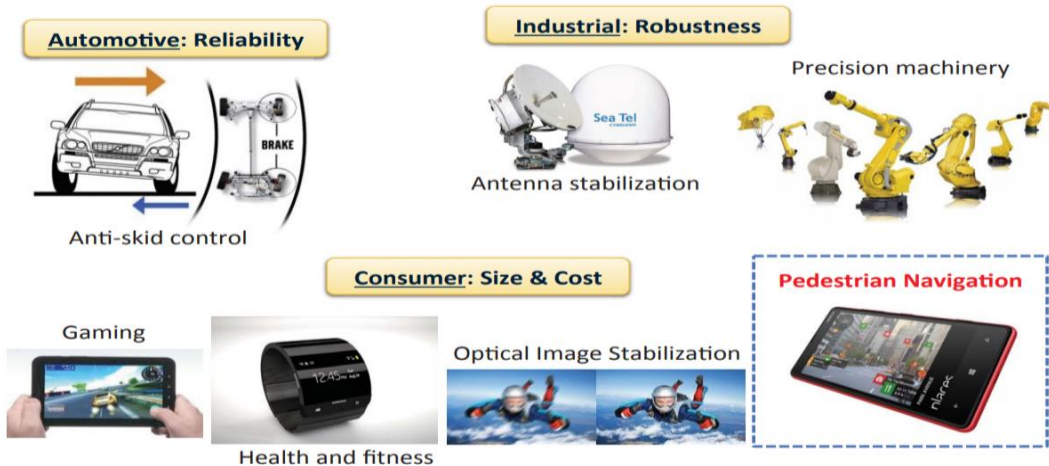 Automotive: Reliability
Industrial: Robustness
Precision machinery
Sea Tel
BRAKE
Antenna stabilization
Anti-skid control
Consumer: Size & Cost
Pedestrian Navigation
Gaming
Optical Image Stabilization
12:45
Health and fitness